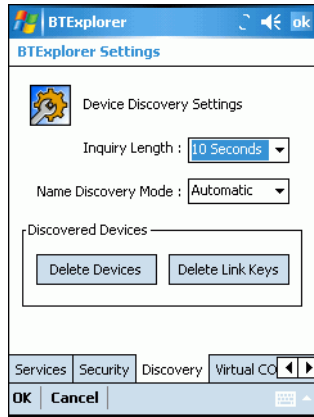 BTExplorer ok
BTExplorer Settings
Device Discovery Settings
Inquiry Length : 10 Seconds
Name Discovery Mode : Automatic
Discovered Devices
Delete Devices Delete Link Keys
Services Security Discovery Virtual CO
OK Cancel